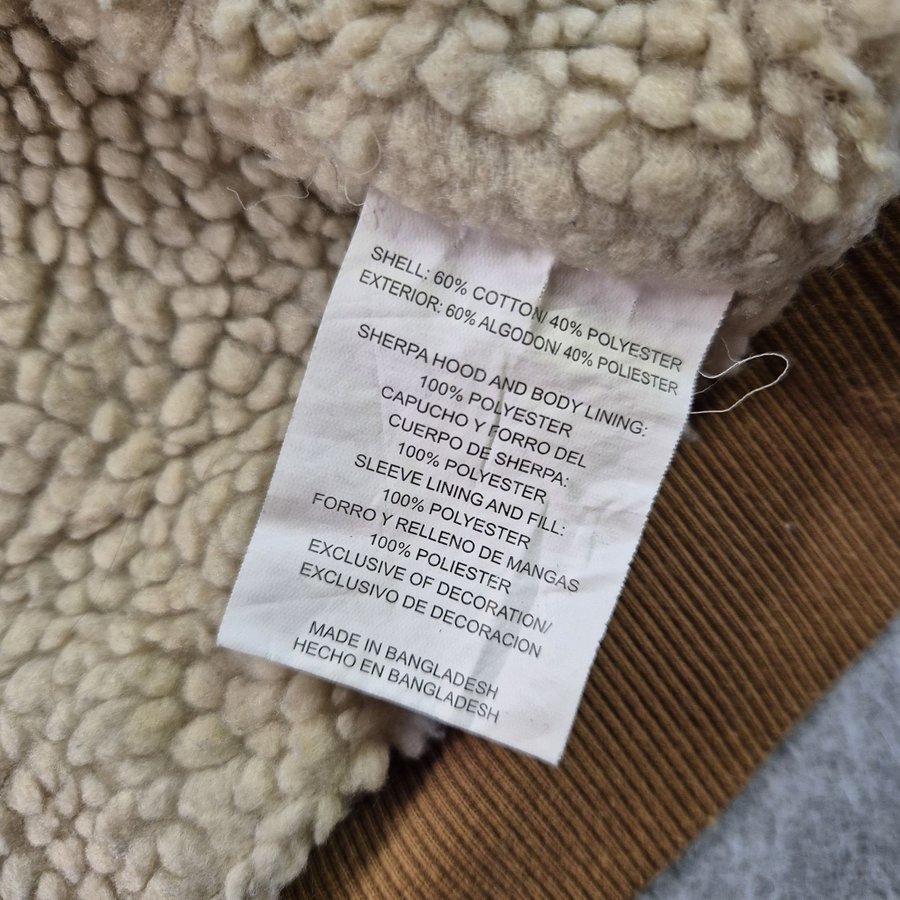 SHELL: 60% COTTON/ 40% POLYESTER
EXTERIOR: 60% ALGODON/ 40% POLIESTER
SHERPA HOOD AND BODY LINING:
100% POLYESTER
CAPUCHO Y FORRO DEL
CUERPO DE SHERPA:
100% POLYESTER
SLEEVE LINING AND FILL:
100% POLYESTER
FORRO Y RELLENO DE MANGAS
100% POLIESTER
EXCLUSIVE OF DECORATION/
EXCLUSIVO DE DECORACION
MADE IN BANGLADESH
HECHO EN BANGLADESH